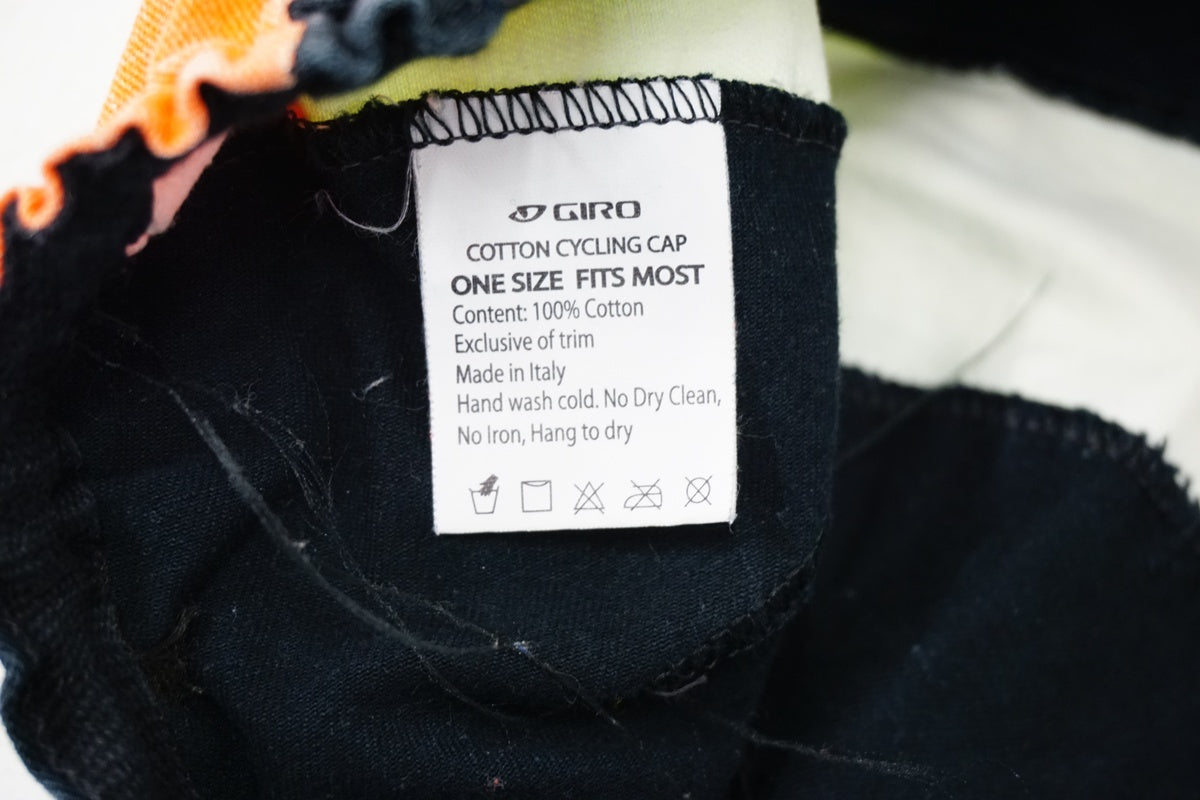 GIRO
COTTON CYCLING CAP
ONE SIZE FITS MOST
Content: 100% Cotton
Exclusive of trim
Made in Italy
Hand wash cold. No Dry Clean,
No Iron, Hang to dry